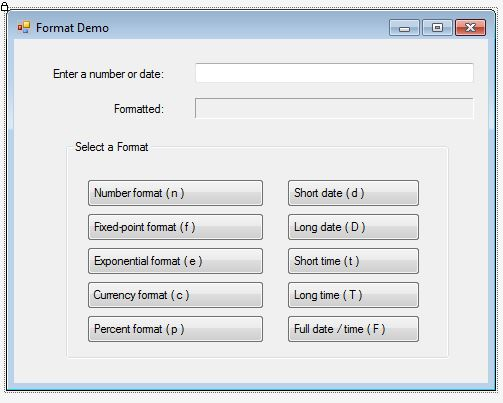 Format Demo
Enter a number or date:
Formatted:
Select a Format
Number format ( n )
Short date ( d )
Fixed-point format ( f )
Long date ( D )
Exponential format ( e )
Short time ( t )
Currency format ( c )
Long time ( T )
Percent format ( p )
Full date / time ( F )